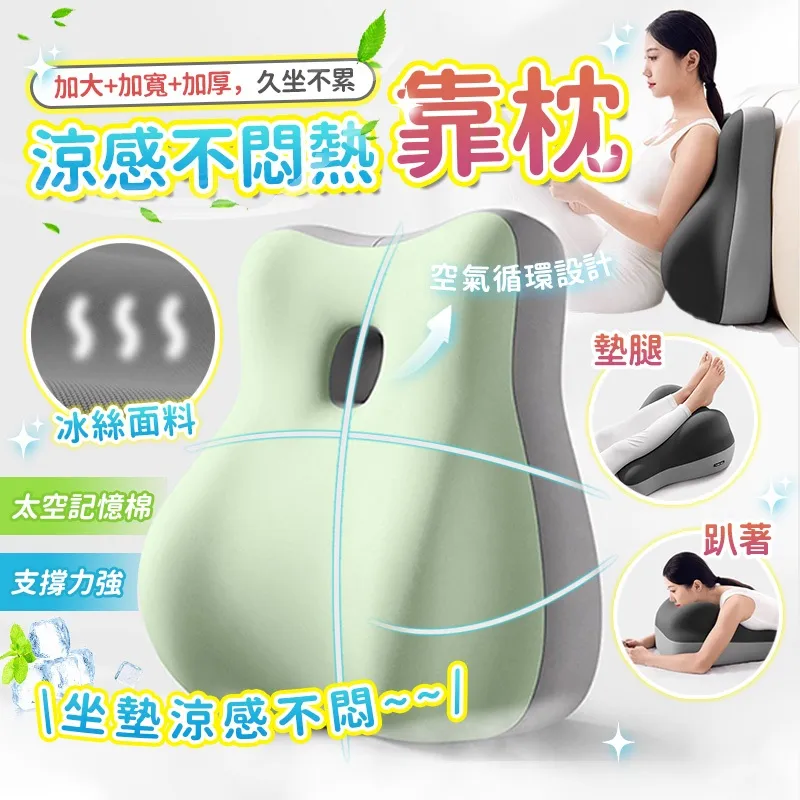 加大+加寬+加厚，久坐不累
涼感不悶熱 靠枕
空氣循環設計
墊腿
冰絲面料
太空記憶棉
趴著
支撐力強
坐墊涼感不悶~~